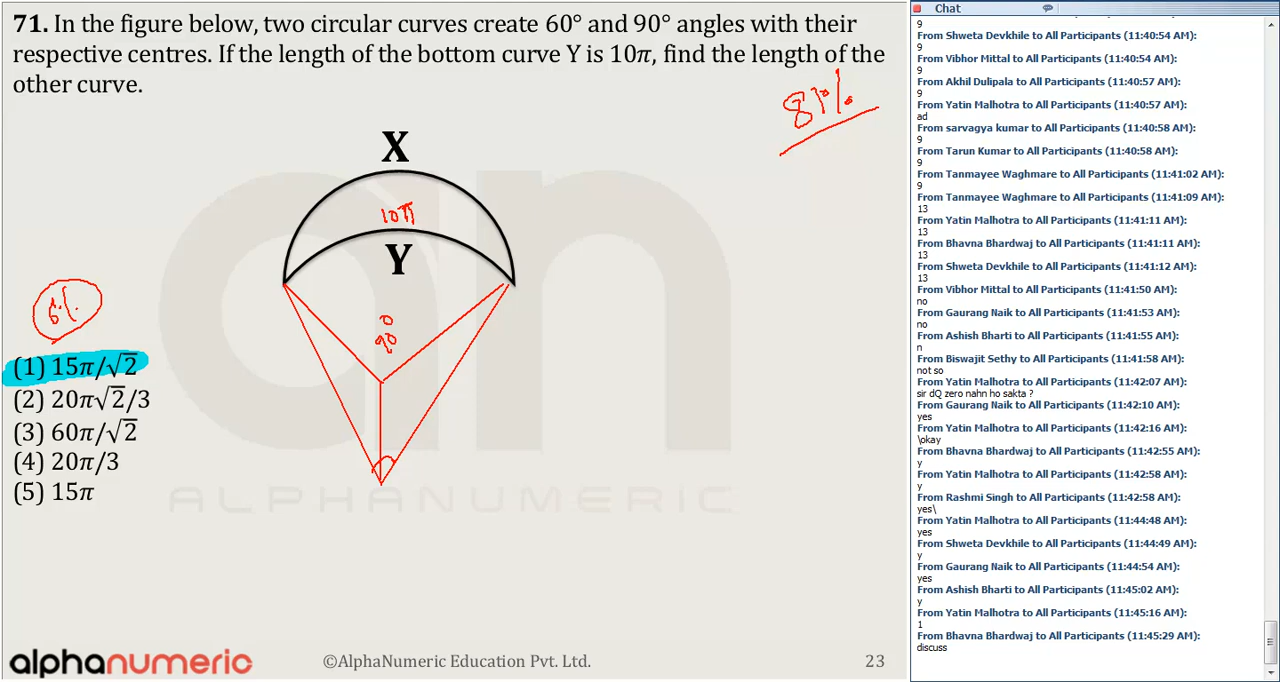 71. In the figure below, two circular curves create 60° and 90° angles with their
respective centres. If the length of the bottom curve Y is 10π, find the length of the
other curve.
X
10π
Y
90°
6%
(1) 15π/√2
(2) 20π√2/3
(3) 60π/√2
(4) 20π/3
(5) 15π
ALPHANUMERIC
alphanumeric
©AlphaNumeric Education Pvt. Ltd.
23
Chat
9
From Shweta Devkhile to All Participants (11:40:54 AM):
9
From Vibhor Mittal to All Participants (11:40:54 AM):
9
From Akhil Dulipala to All Participants (11:40:57 AM):
9
From Yatin Malhotra to All Participants (11:40:57 AM):
ad
From sarvagya kumar to All Participants (11:40:58 AM):
9
From Tarun Kumar to All Participants (11:40:58 AM):
9
From Tanmayee Waghmare to All Participants (11:41:02 AM):
9
From Tanmayee Waghmare to All Participants (11:41:09 AM):
13
From Yatin Malhotra to All Participants (11:41:11 AM):
13
From Bhavna Bhardwaj to All Participants (11:41:11 AM):
13
From Shweta Devkhile to All Participants (11:41:12 AM):
13
From Vibhor Mittal to All Participants (11:41:50 AM):
no
From Gaurang Naik to All Participants (11:41:53 AM):
no
From Ashish Bharti to All Participants (11:41:55 AM):
n
From Biswajit Sethy to All Participants (11:41:58 AM):
not so
From Yatin Malhotra to All Participants (11:42:07 AM):
sir dQ zero nahn ho sakta ?
From Gaurang Naik to All Participants (11:42:10 AM):
yes
From Yatin Malhotra to All Participants (11:42:16 AM):
\okay
From Bhavna Bhardwaj to All Participants (11:42:55 AM):
y
From Yatin Malhotra to All Participants (11:42:58 AM):
y
From Rashmi Singh to All Participants (11:42:58 AM):
yes\
From Yatin Malhotra to All Participants (11:44:48 AM):
yes
From Shweta Devkhile to All Participants (11:44:49 AM):
y
From Gaurang Naik to All Participants (11:44:54 AM):
yes
From Ashish Bharti to All Participants (11:45:02 AM):
y
From Yatin Malhotra to All Participants (11:45:16 AM):
1
From Bhavna Bhardwaj to All Participants (11:45:29 AM):
discuss